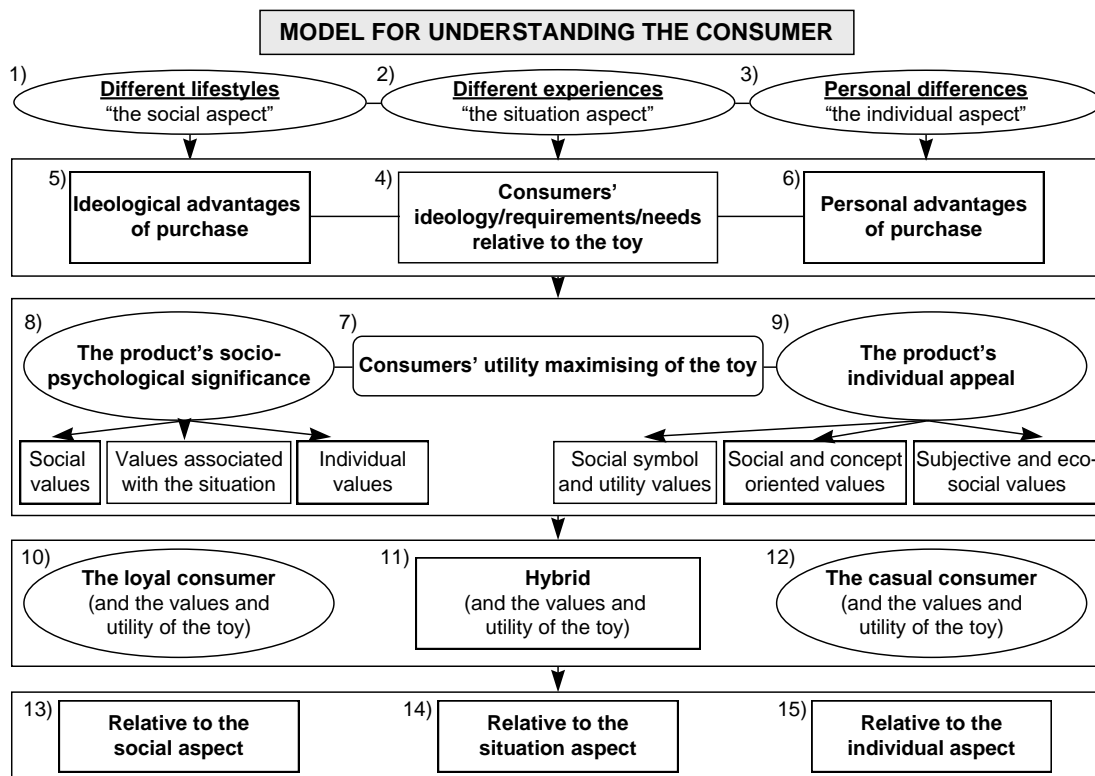 MODEL FOR UNDERSTANDING THE CONSUMER
1)
Different lifestyles
“the social aspect”
2)
Different experiences
“the situation aspect”
3)
Personal differences
“the individual aspect”
5)
Ideological advantages
of purchase
4)
Consumers’
ideology/requirements/needs
relative to the toy
6)
Personal advantages
of purchase
8)
The product’s socio-
psychological significance
7)
Consumers’ utility maximising of the toy
9)
The product’s
individual appeal
Social
values
Values associated
with the situation
Individual
values
Social symbol
and utility values
Social and concept
oriented values
Subjective and eco-
social values
10)
The loyal consumer
(and the values and
utility of the toy)
11)
Hybrid
(and the values and
utility of the toy)
12)
The casual consumer
(and the values and
utility of the toy)
13)
Relative to the
social aspect
14)
Relative to the
situation aspect
15)
Relative to the
individual aspect